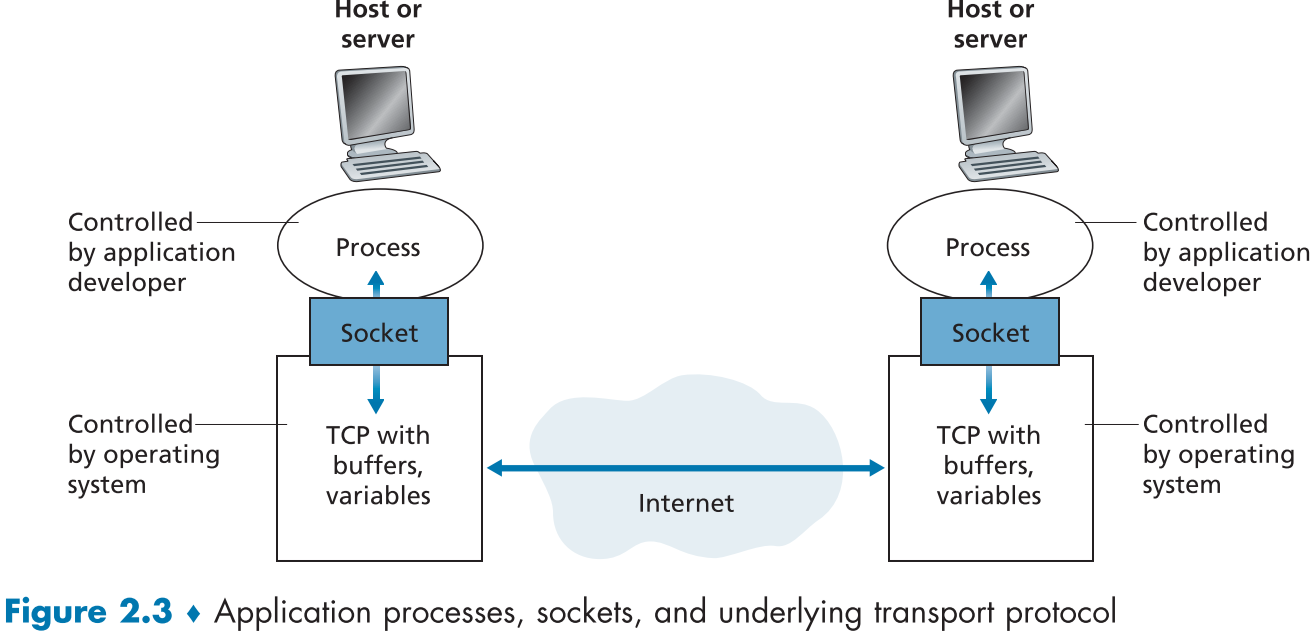 Host or
server
Host or
server
Controlled
by application
developer
Process
Process
Controlled
by application
developer
Socket
Socket
Controlled
by operating
system
TCP with
buffers,
variables
Internet
TCP with
buffers,
variables
Controlled
by operating
system
Figure 2.3 ♦ Application processes, sockets, and underlying transport protocol